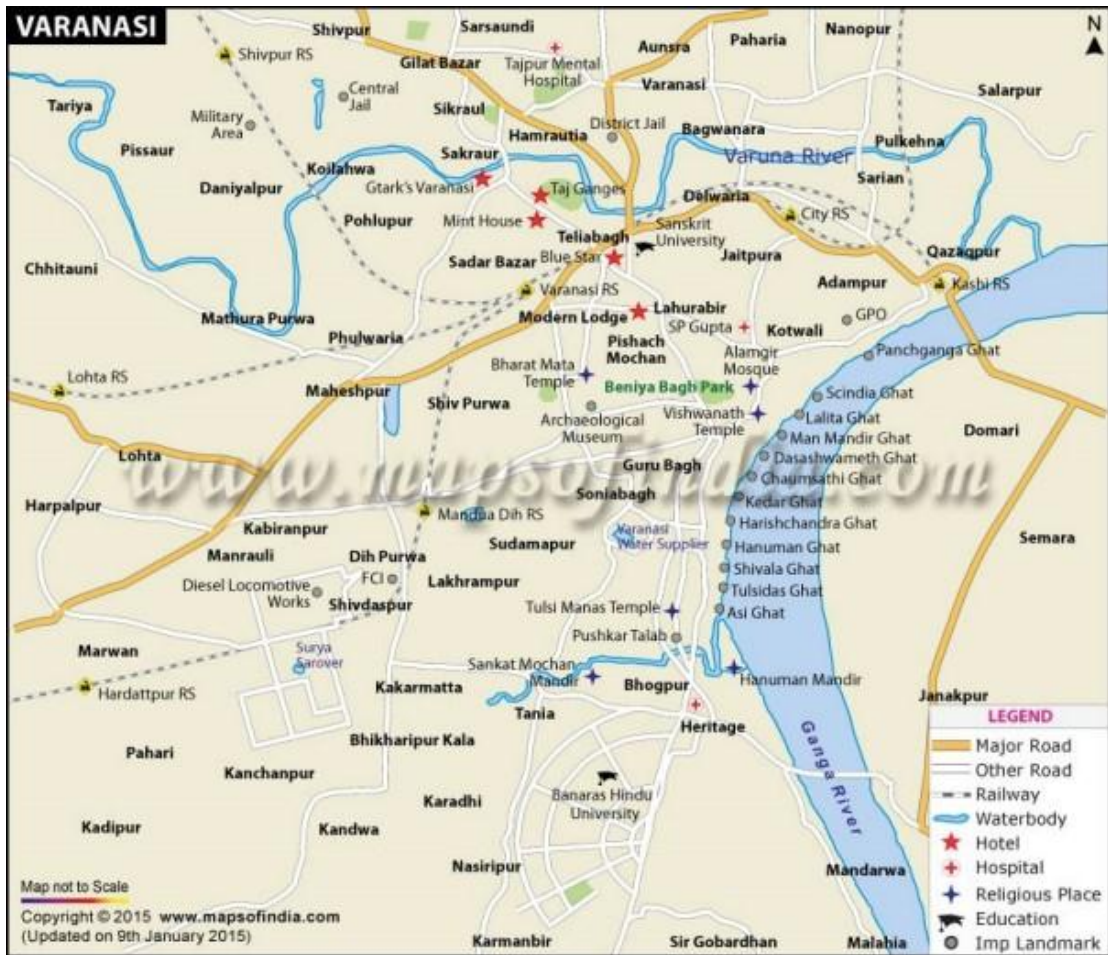 VARANASI
N
Shivpur
Sarsaundi
Nanopur
Paharia
Aunsra
Shivpur RS
Gilat Bazar
Tajpur Mental
Hospital
Varanasi
Salarpur
Central
Jail
Tariya
Sikraul
Military
Area
Hamrautia
District Jail
Bagwanara
Pulkehna
Pissaur
Sakraur
Varuna River
Koilahwa
Sarian
Daniyalpur
Gtark's Varanasi
Taj Ganges
Delwaria
Pohlupur
Mint House
City RS
Sanskrit
University
Teliabagh
Blue Star
Jaitpura
Qazaqpur
Sadar Bazar
Chhitauni
Adampur
Kashi RS
Varanasi RS
Mathura Purwa
Modern Lodge
Lahurabir
GPO
SP Gupta
Kotwali
Phulwaria
Pishach
Mochan
Alamgir
Mosque
Panchganga Ghat
Bharat Mata
Temple
Lohta RS
Maheshpur
Beniya Bagh Park
Scindia Ghat
Shiv Purwa
Archaeological
Museum
Vishwanath
Temple
Lalita Ghat
Man Mandir Ghat
Domari
Lohta
Dasashwameth Ghat
www.mapsofindia.com
Guru Bagh
Chaumsathi Ghat
Soniabagh
Kedar Ghat
Harpalpur
Mandua Dih RS
Kabiranpur
Varanasi
Water Supplier
Harishchandra Ghat
Semara
Sudamapur
Hanuman Ghat
Manrauli
Dih Purwa
Shivala Ghat
FCI
Lakhrampur
Diesel Locomotive
Works
Tulsidas Ghat
Shivdaspur
Tulsi Manas Temple
Asi Ghat
Pushkar Talab
Marwan
Surya
Sarover
Sankat Mochan
Mandir
Hanuman Mandir
Hardattpur RS
Kakarmatta
Bhogpur
Janakpur
Tania
Heritage
Bhikharipur Kala
Pahari
Kanchanpur
Ganga River
Banaras Hindu
University
Karadhi
Kadipur
Kandwa
Nasiripur
Mandarwa
Karmanbir
Sir Gobardhan
Malahia
LEGEND
Major Road
Other Road
Railway
Waterbody
Hotel
Hospital
Religious Place
Education
Imp Landmark
Map not to Scale
Copyright © 2015 www.mapsofindia.com
(Updated on 9th January 2015)